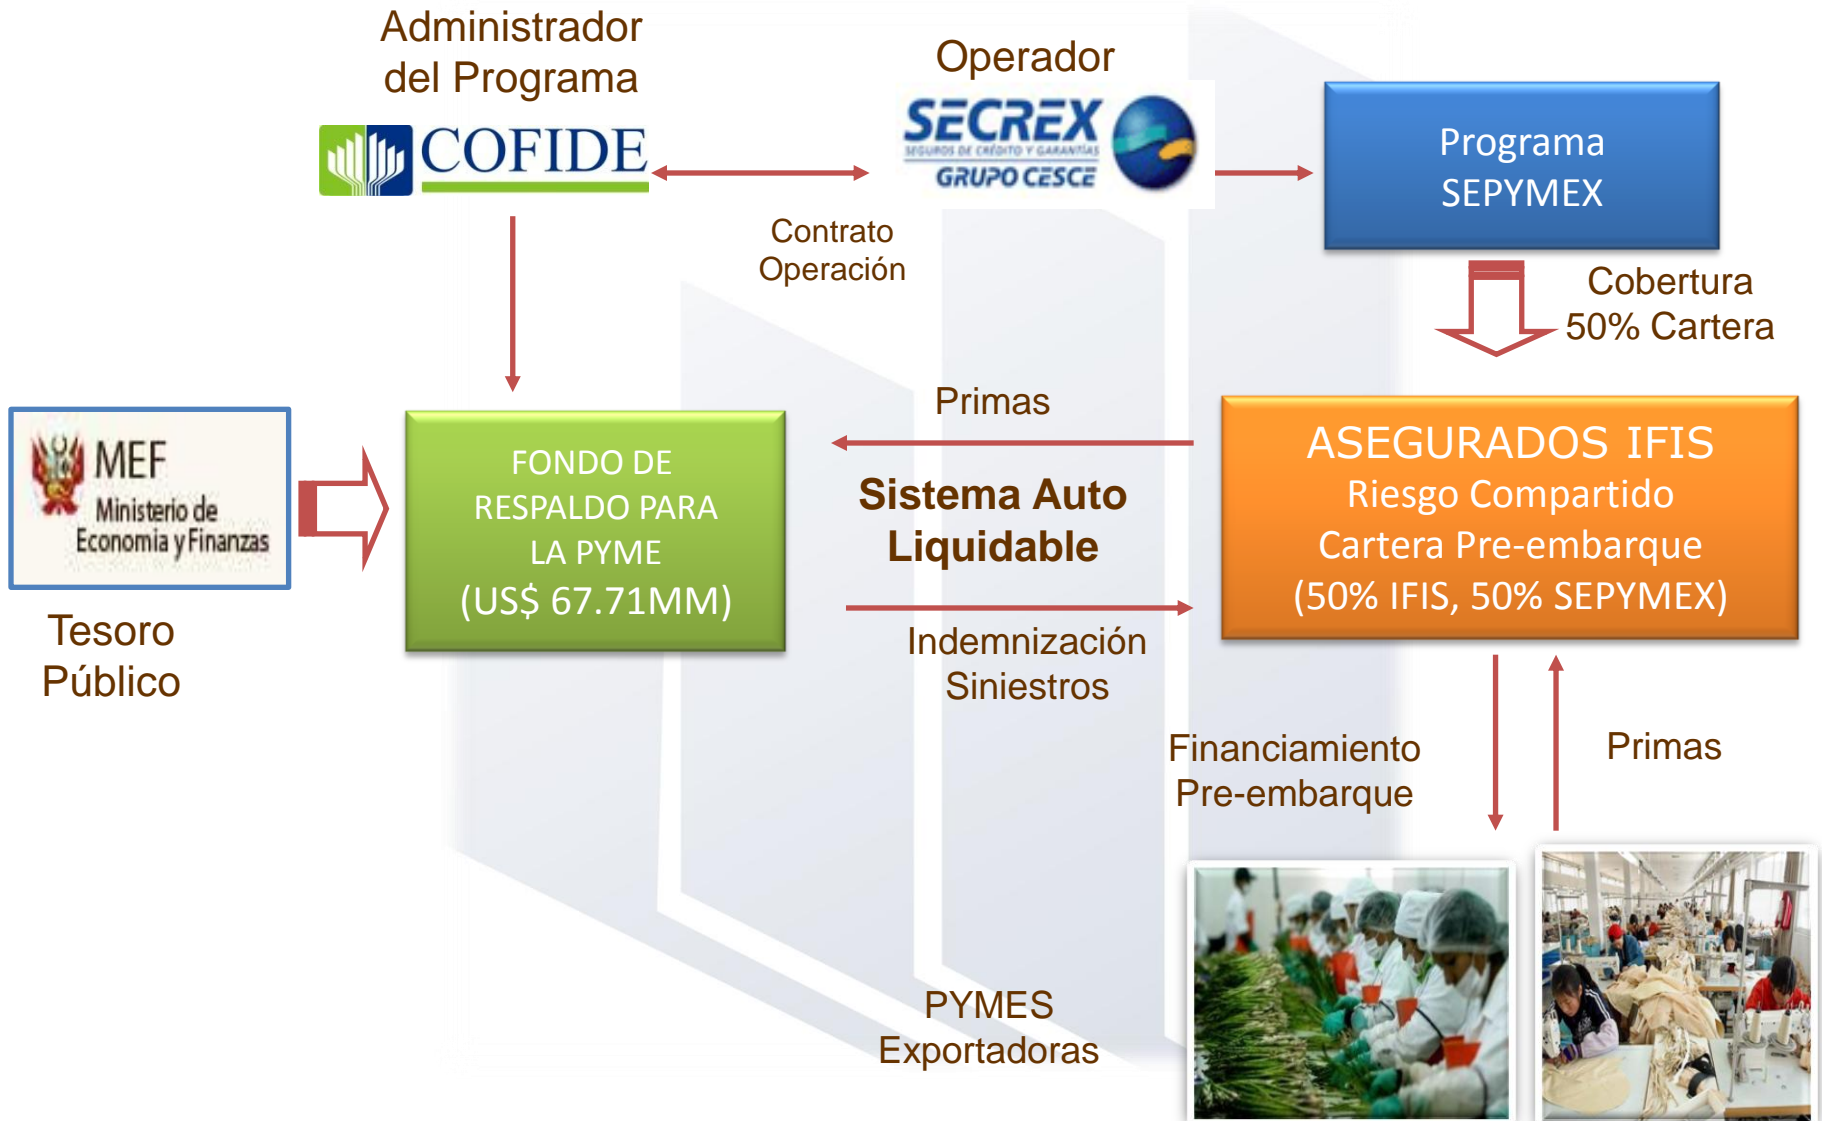 Administrador
del Programa
COFIDE
Operador
SECREX
SEGUROS DE CRÉDITO Y GARANTÍAS
GRUPO CESCE
Programa
SEPYMEX
Contrato
Operación
Cobertura
50% Cartera
MEF
Ministerio de
Economía y Finanzas
Tesoro
Público
FONDO DE
RESPALDO PARA
LA PYME
(US$ 67.71MM)
Primas
Sistema Auto
Liquidable
Indemnización
Siniestros
ASEGURADOS IFIS
Riesgo Compartido
Cartera Pre-embarque
(50% IFIS, 50% SEPYMEX)
Financiamiento
Pre-embarque
Primas
PYMES
Exportadoras